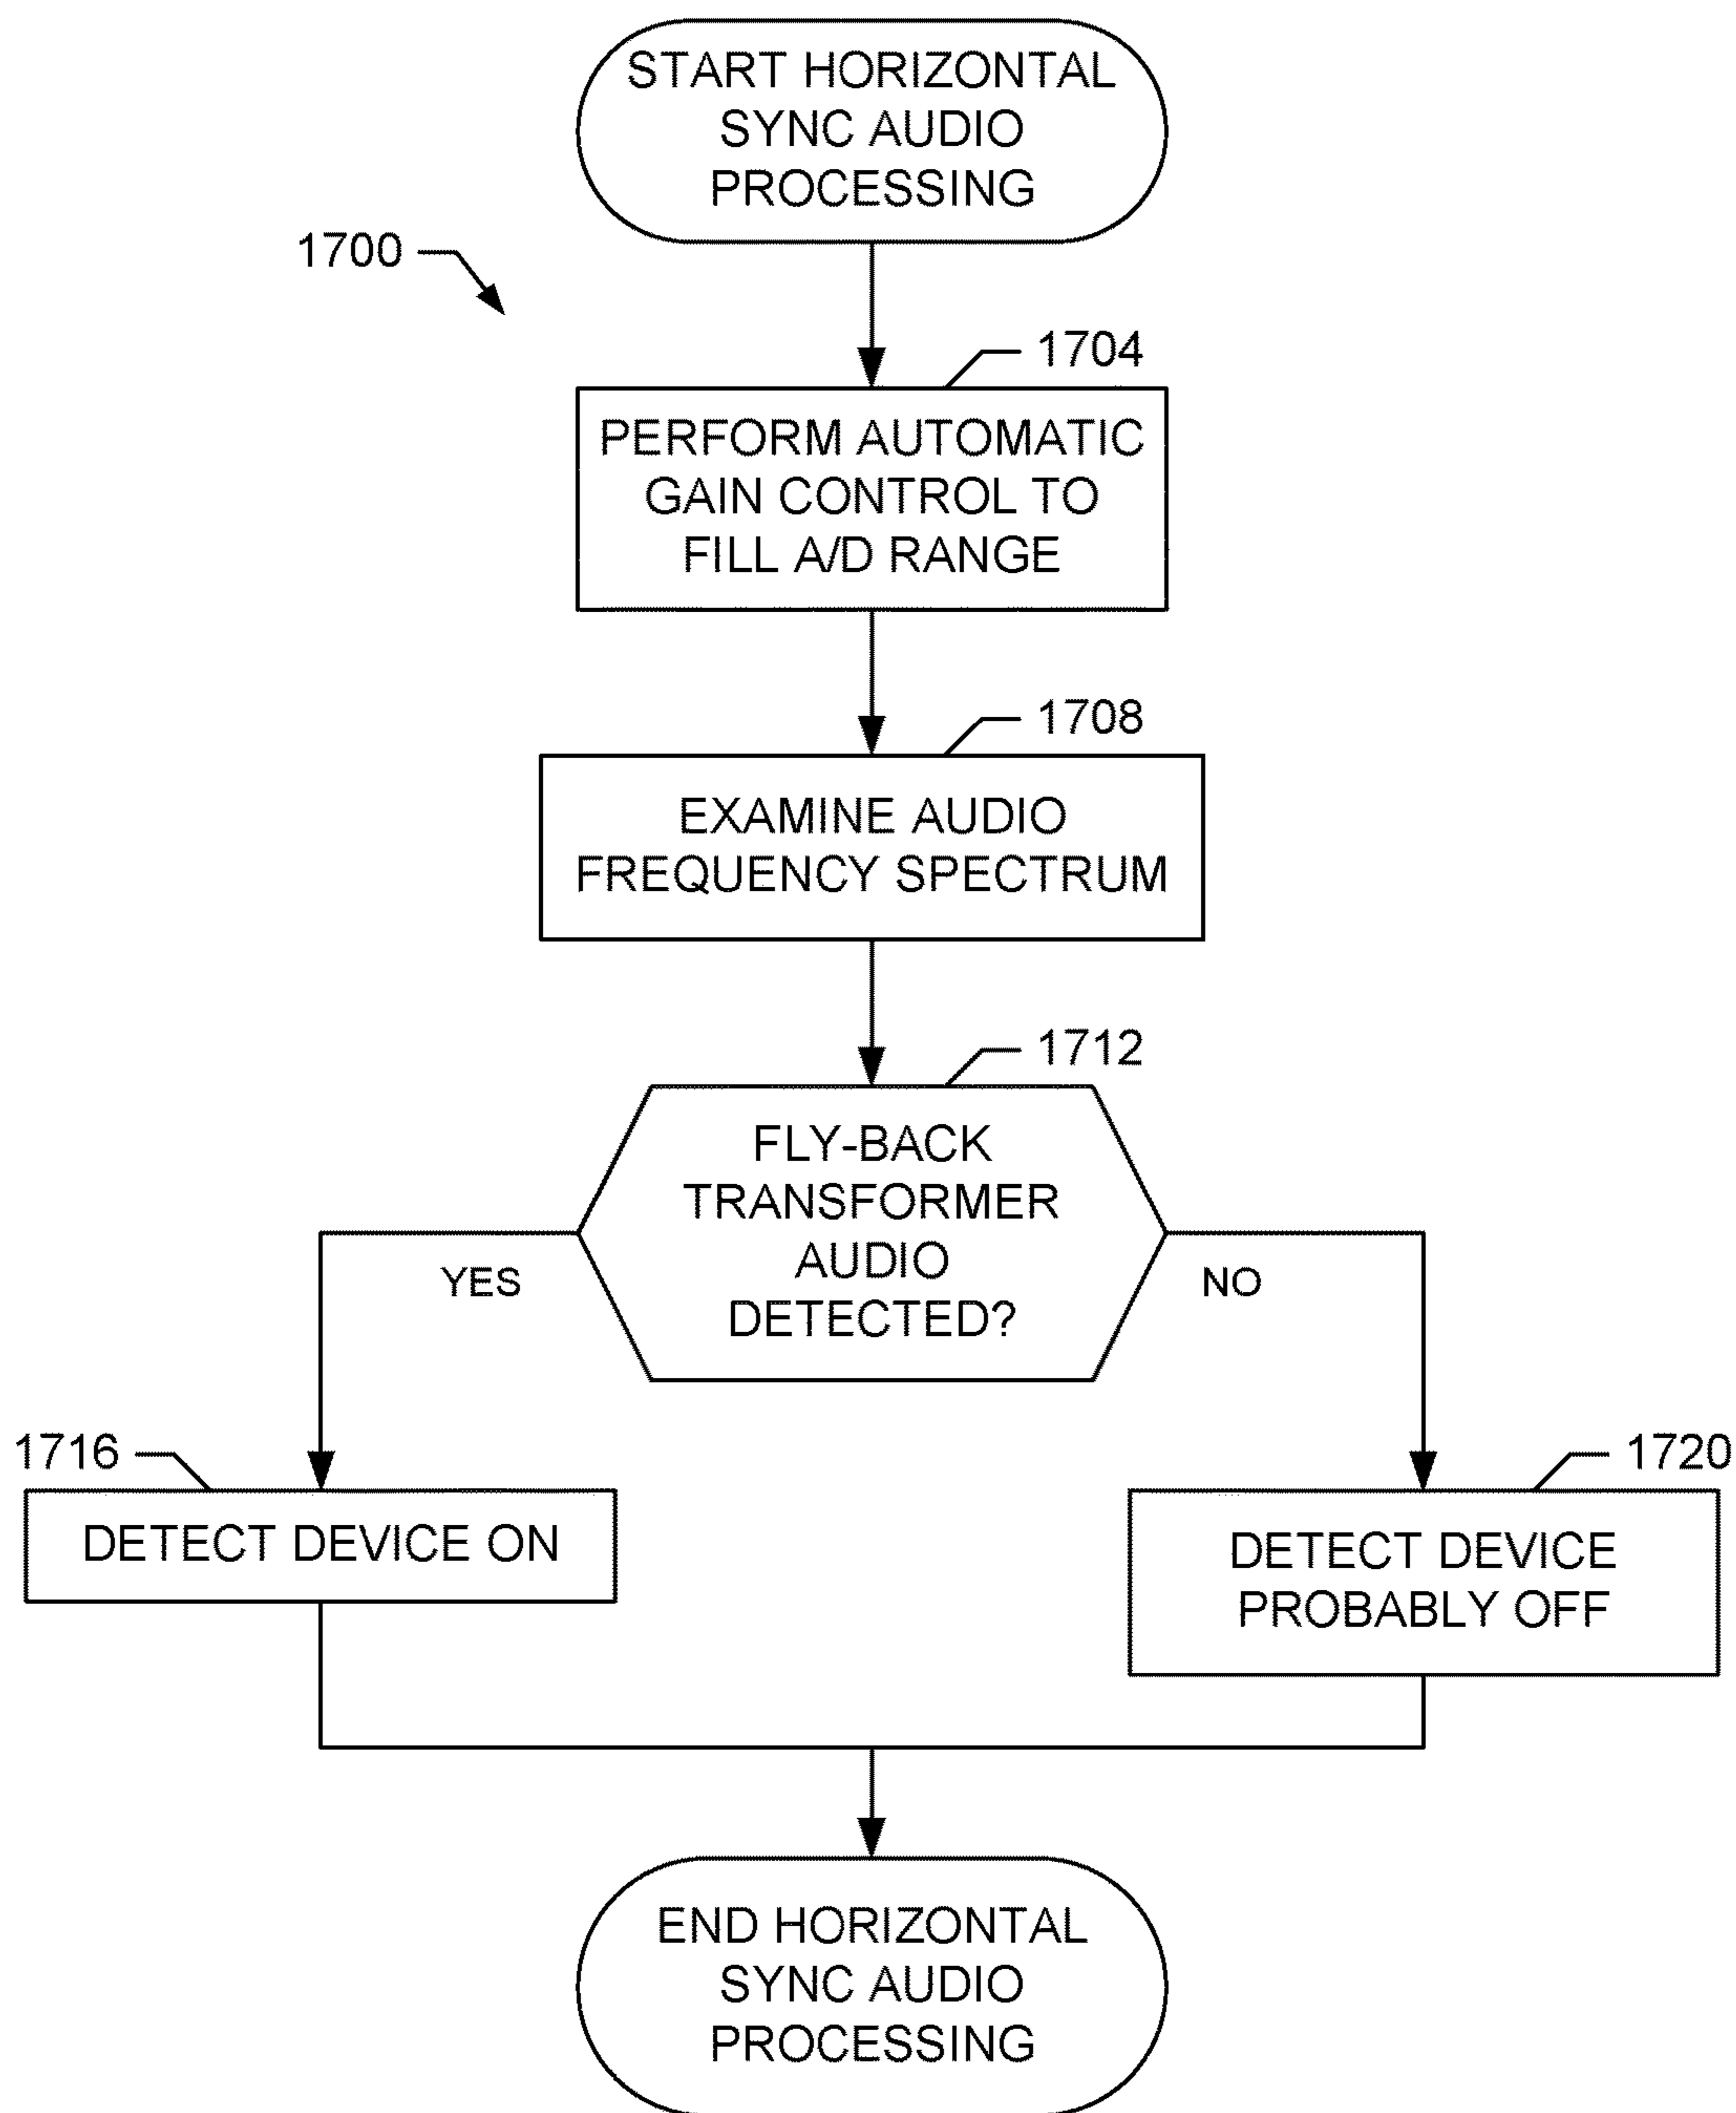 START HORIZONTAL
SYNC AUDIO
PROCESSING
1700
1704
PERFORM AUTOMATIC
GAIN CONTROL TO
FILL A/D RANGE
1708
EXAMINE AUDIO
FREQUENCY SPECTRUM
1712
FLY-BACK
TRANSFORMER
AUDIO
DETECTED?
YES
NO
1716
DETECT DEVICE ON
1720
DETECT DEVICE
PROBABLY OFF
END HORIZONTAL
SYNC AUDIO
PROCESSING